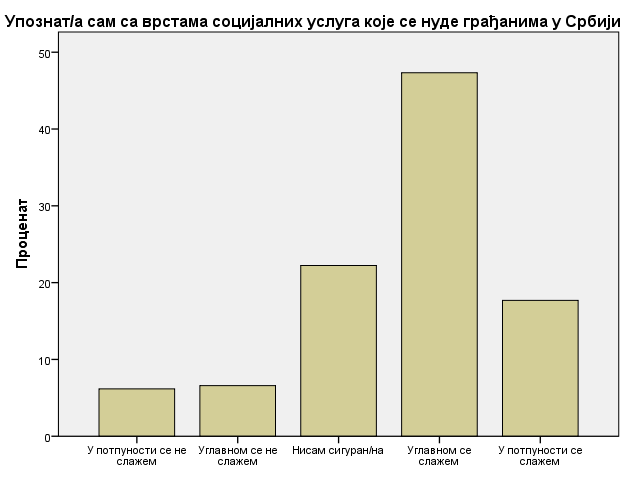 Упознат/а сам са врстама социјалних услуга које се нуде грађанима у Србији
Проценат
50
40
30
20
10
0
У потпуности се не
слажем
Углавном се не
слажем
Нисам сигуран/на
Углавном се
слажем
У потпуности се
слажем